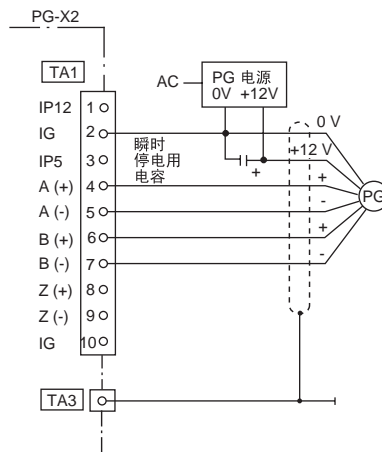 PG-X2
TA1
AC
PG 电源
0V +12V
IP12 1
IG 2
IP5 3
A (+) 4
A (-) 5
B (+) 6
B (-) 7
Z (+) 8
Z (-) 9
IG 10
瞬时
停电用
电容
+
0 V
+12 V
+
-
+
-
PG
TA3